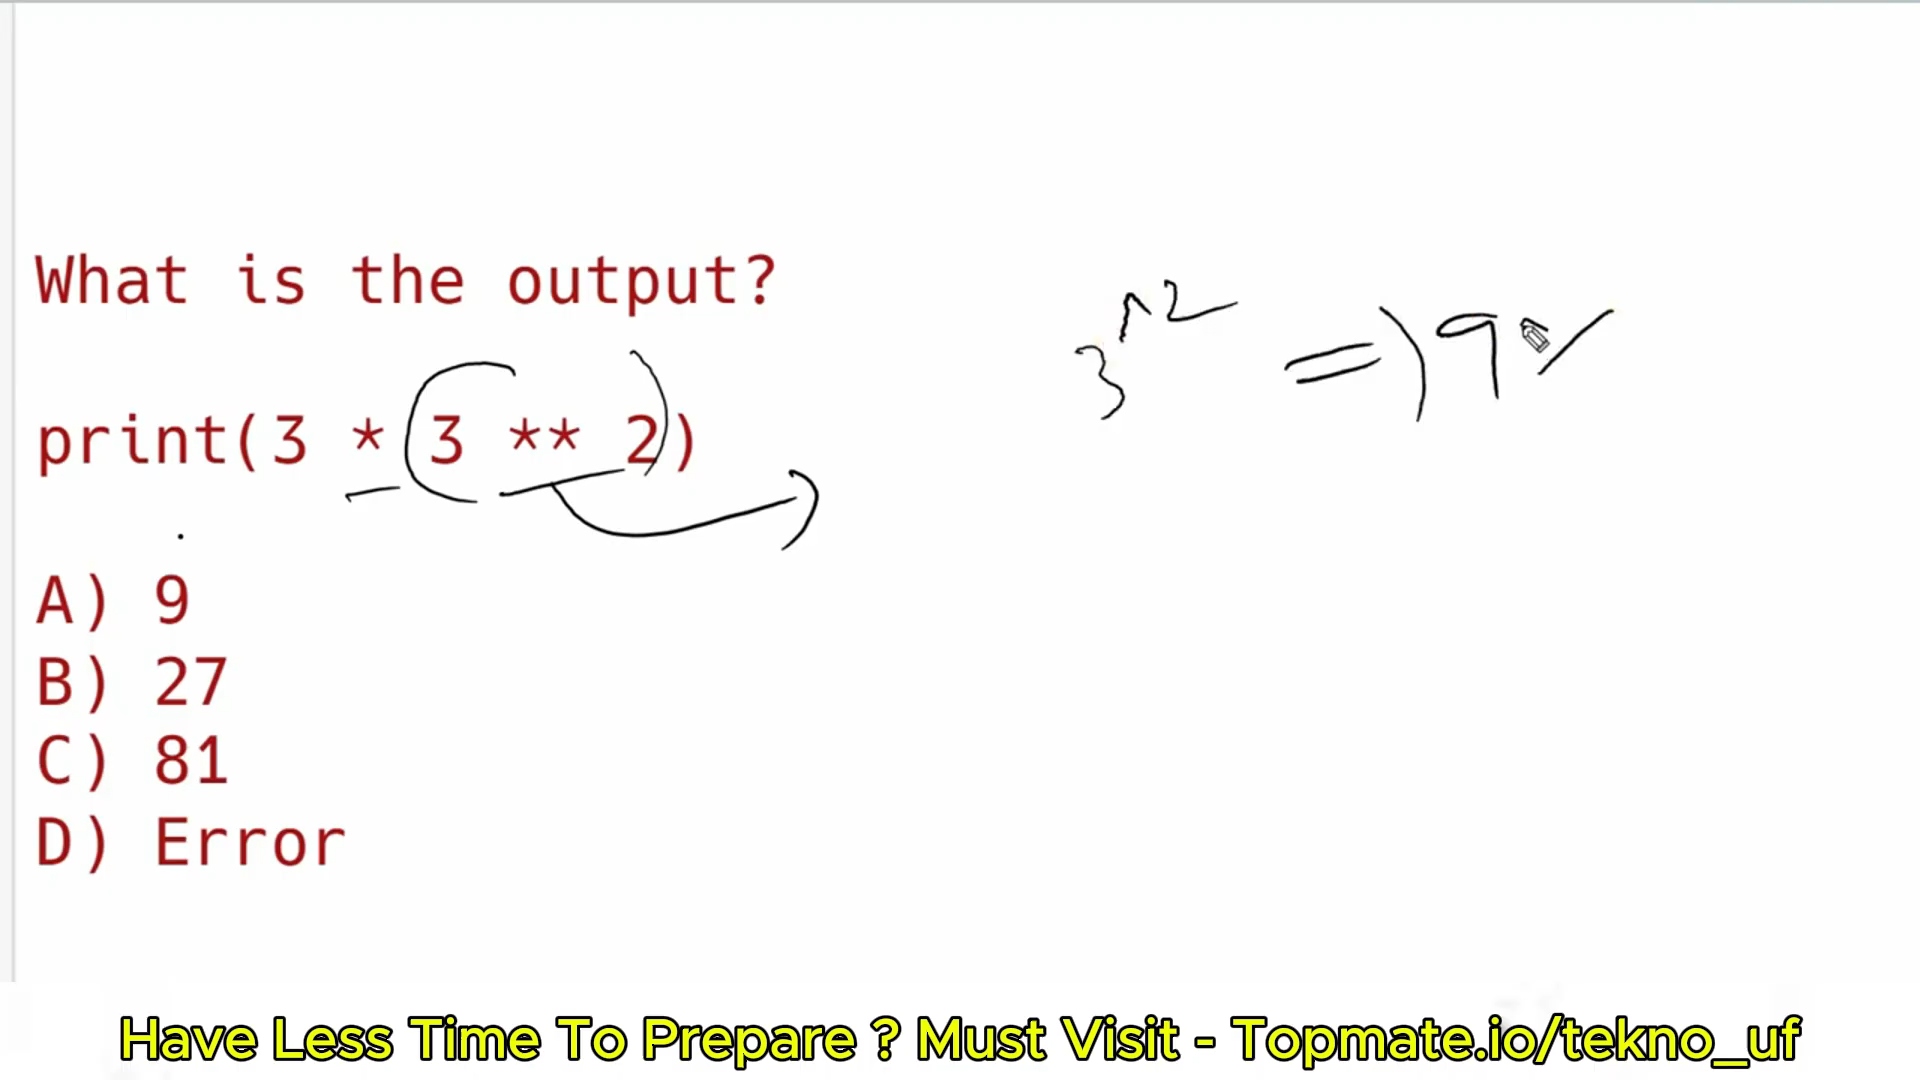 What is the output?
3^2 => 9
print(3 * 3 ** 2)
A) 9
B) 27
C) 81
D) Error
Have Less Time To Prepare ? Must Visit - Topmate.io/tekno_uf